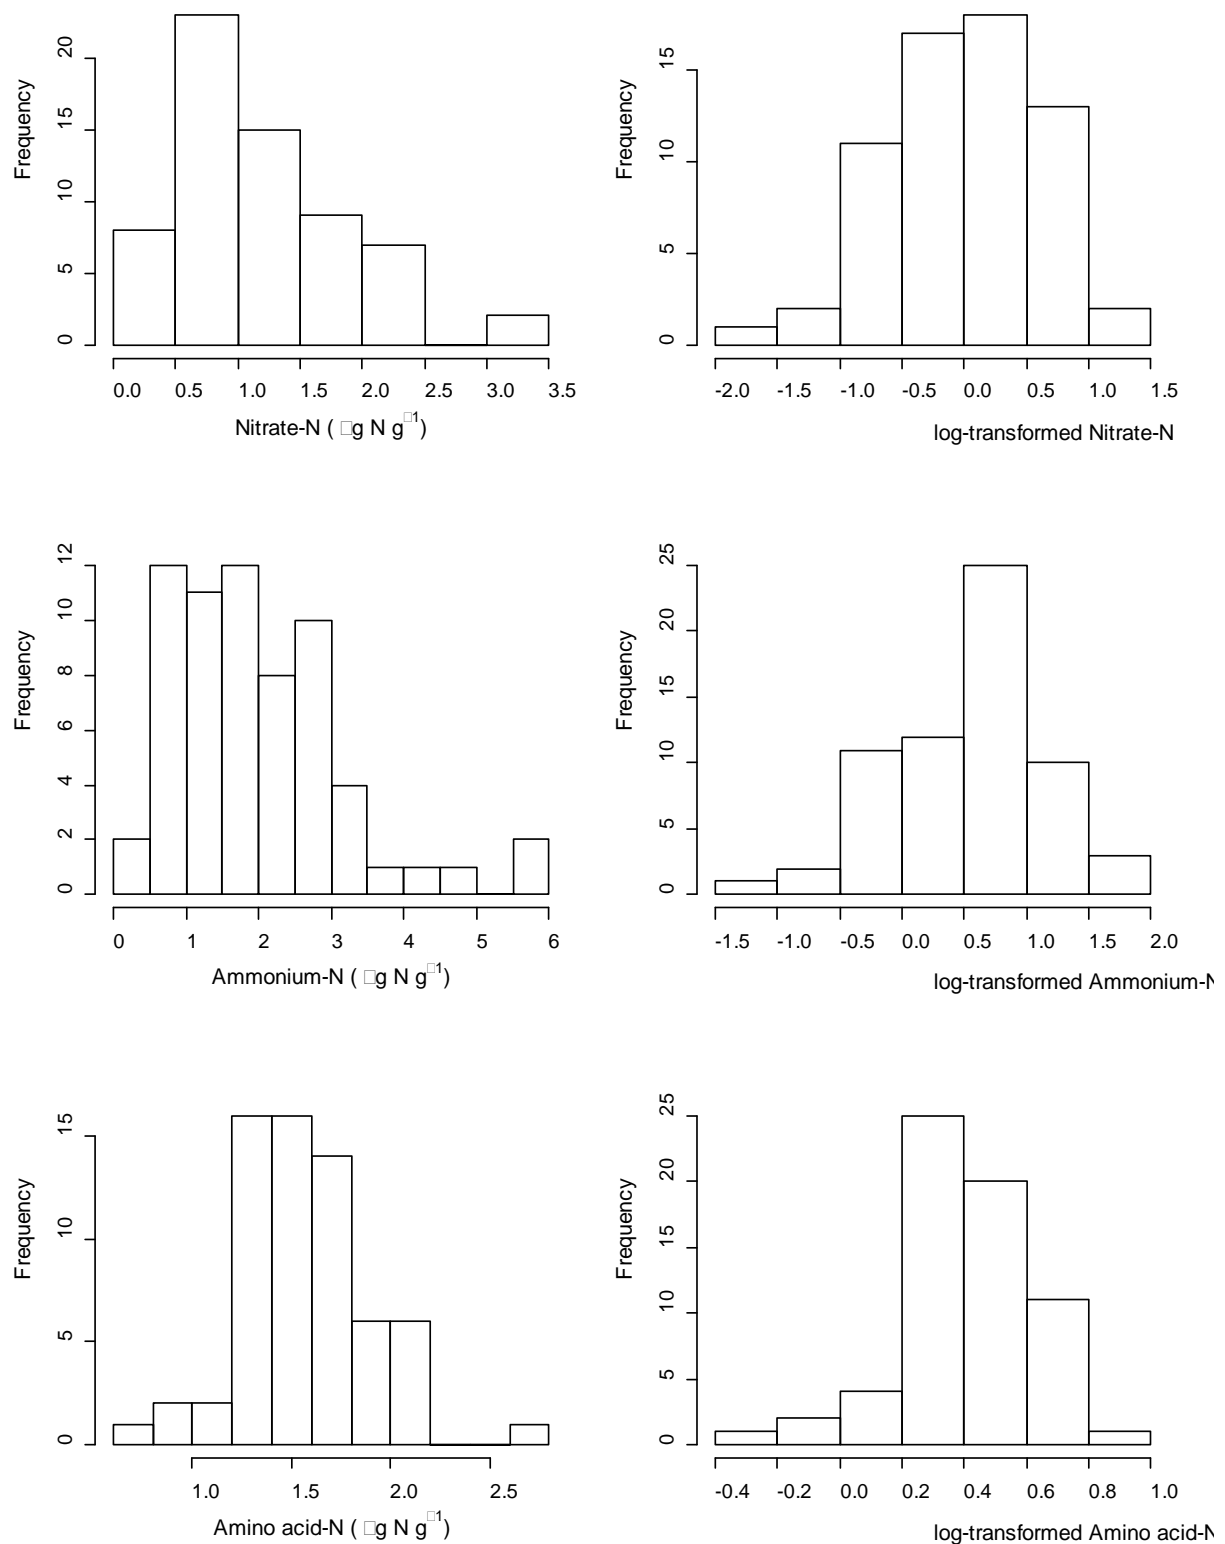 Frequency
0 5 10 15 20
0.0 0.5 1.0 1.5 2.0 2.5 3.0 3.5
Nitrate-N ( □g N g□1)
Frequency
0 5 10 15
-2.0 -1.5 -1.0 -0.5 0.0 0.5 1.0 1.5
log-transformed Nitrate-N
Frequency
0 2 4 6 8 10 12
0 1 2 3 4 5 6
Ammonium-N ( □g N g□1)
Frequency
0 5 10 15 20 25
-1.5 -1.0 -0.5 0.0 0.5 1.0 1.5 2.0
log-transformed Ammonium-N
Frequency
0 5 10 15
1.0 1.5 2.0 2.5
Amino acid-N ( □g N g□1)
Frequency
0 5 10 15 20 25
-0.4 -0.2 0.0 0.2 0.4 0.6 0.8 1.0
log-transformed Amino acid-N